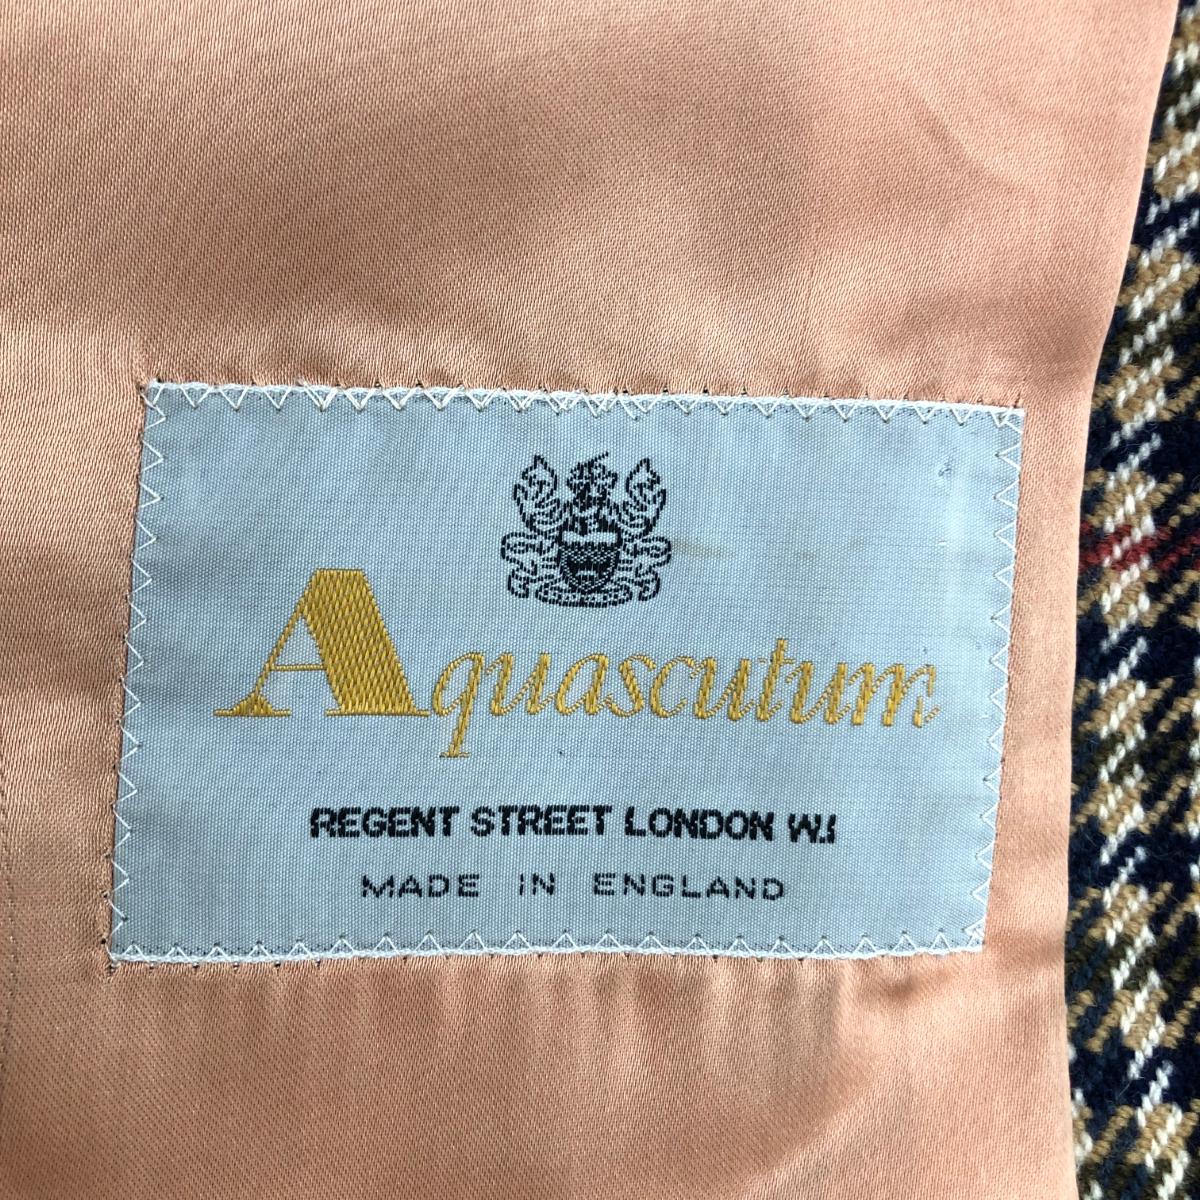 Aquascutum
REGENT STREET LONDON W.1
MADE IN ENGLAND